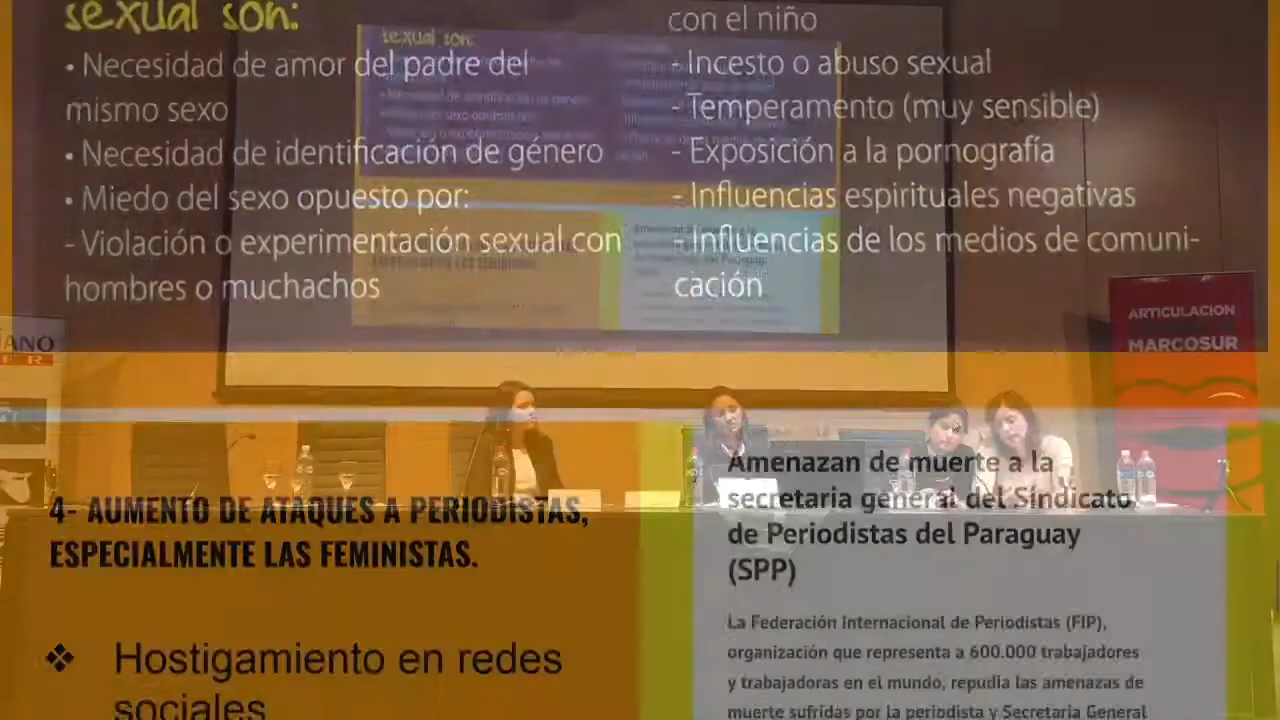 sexual son:
• Necesidad de amor del padre del
mismo sexo
• Necesidad de identificación de género
• Miedo del sexo opuesto por:
- Violación o experimentación sexual con
hombres o muchachos
con el niño
- Incesto o abuso sexual
- Temperamento (muy sensible)
- Exposición a la pornografía
- Influencias espirituales negativas
- Influencias de los medios de comuni-
cación
sexual son:
ARTICULACION
MARCOSUR
4- AUMENTO DE ATAQUES A PERIODISTAS,
ESPECIALMENTE LAS FEMINISTAS.
❖ Hostigamiento en redes
sociales
Amenazan de muerte a la
secretaria general del Sindicato
de Periodistas del Paraguay
(SPP)
La Federación Internacional de Periodistas (FIP),
organización que representa a 600.000 trabajadores
y trabajadoras en el mundo, repudia las amenazas de
muerte sufridas por la periodista y Secretaria General